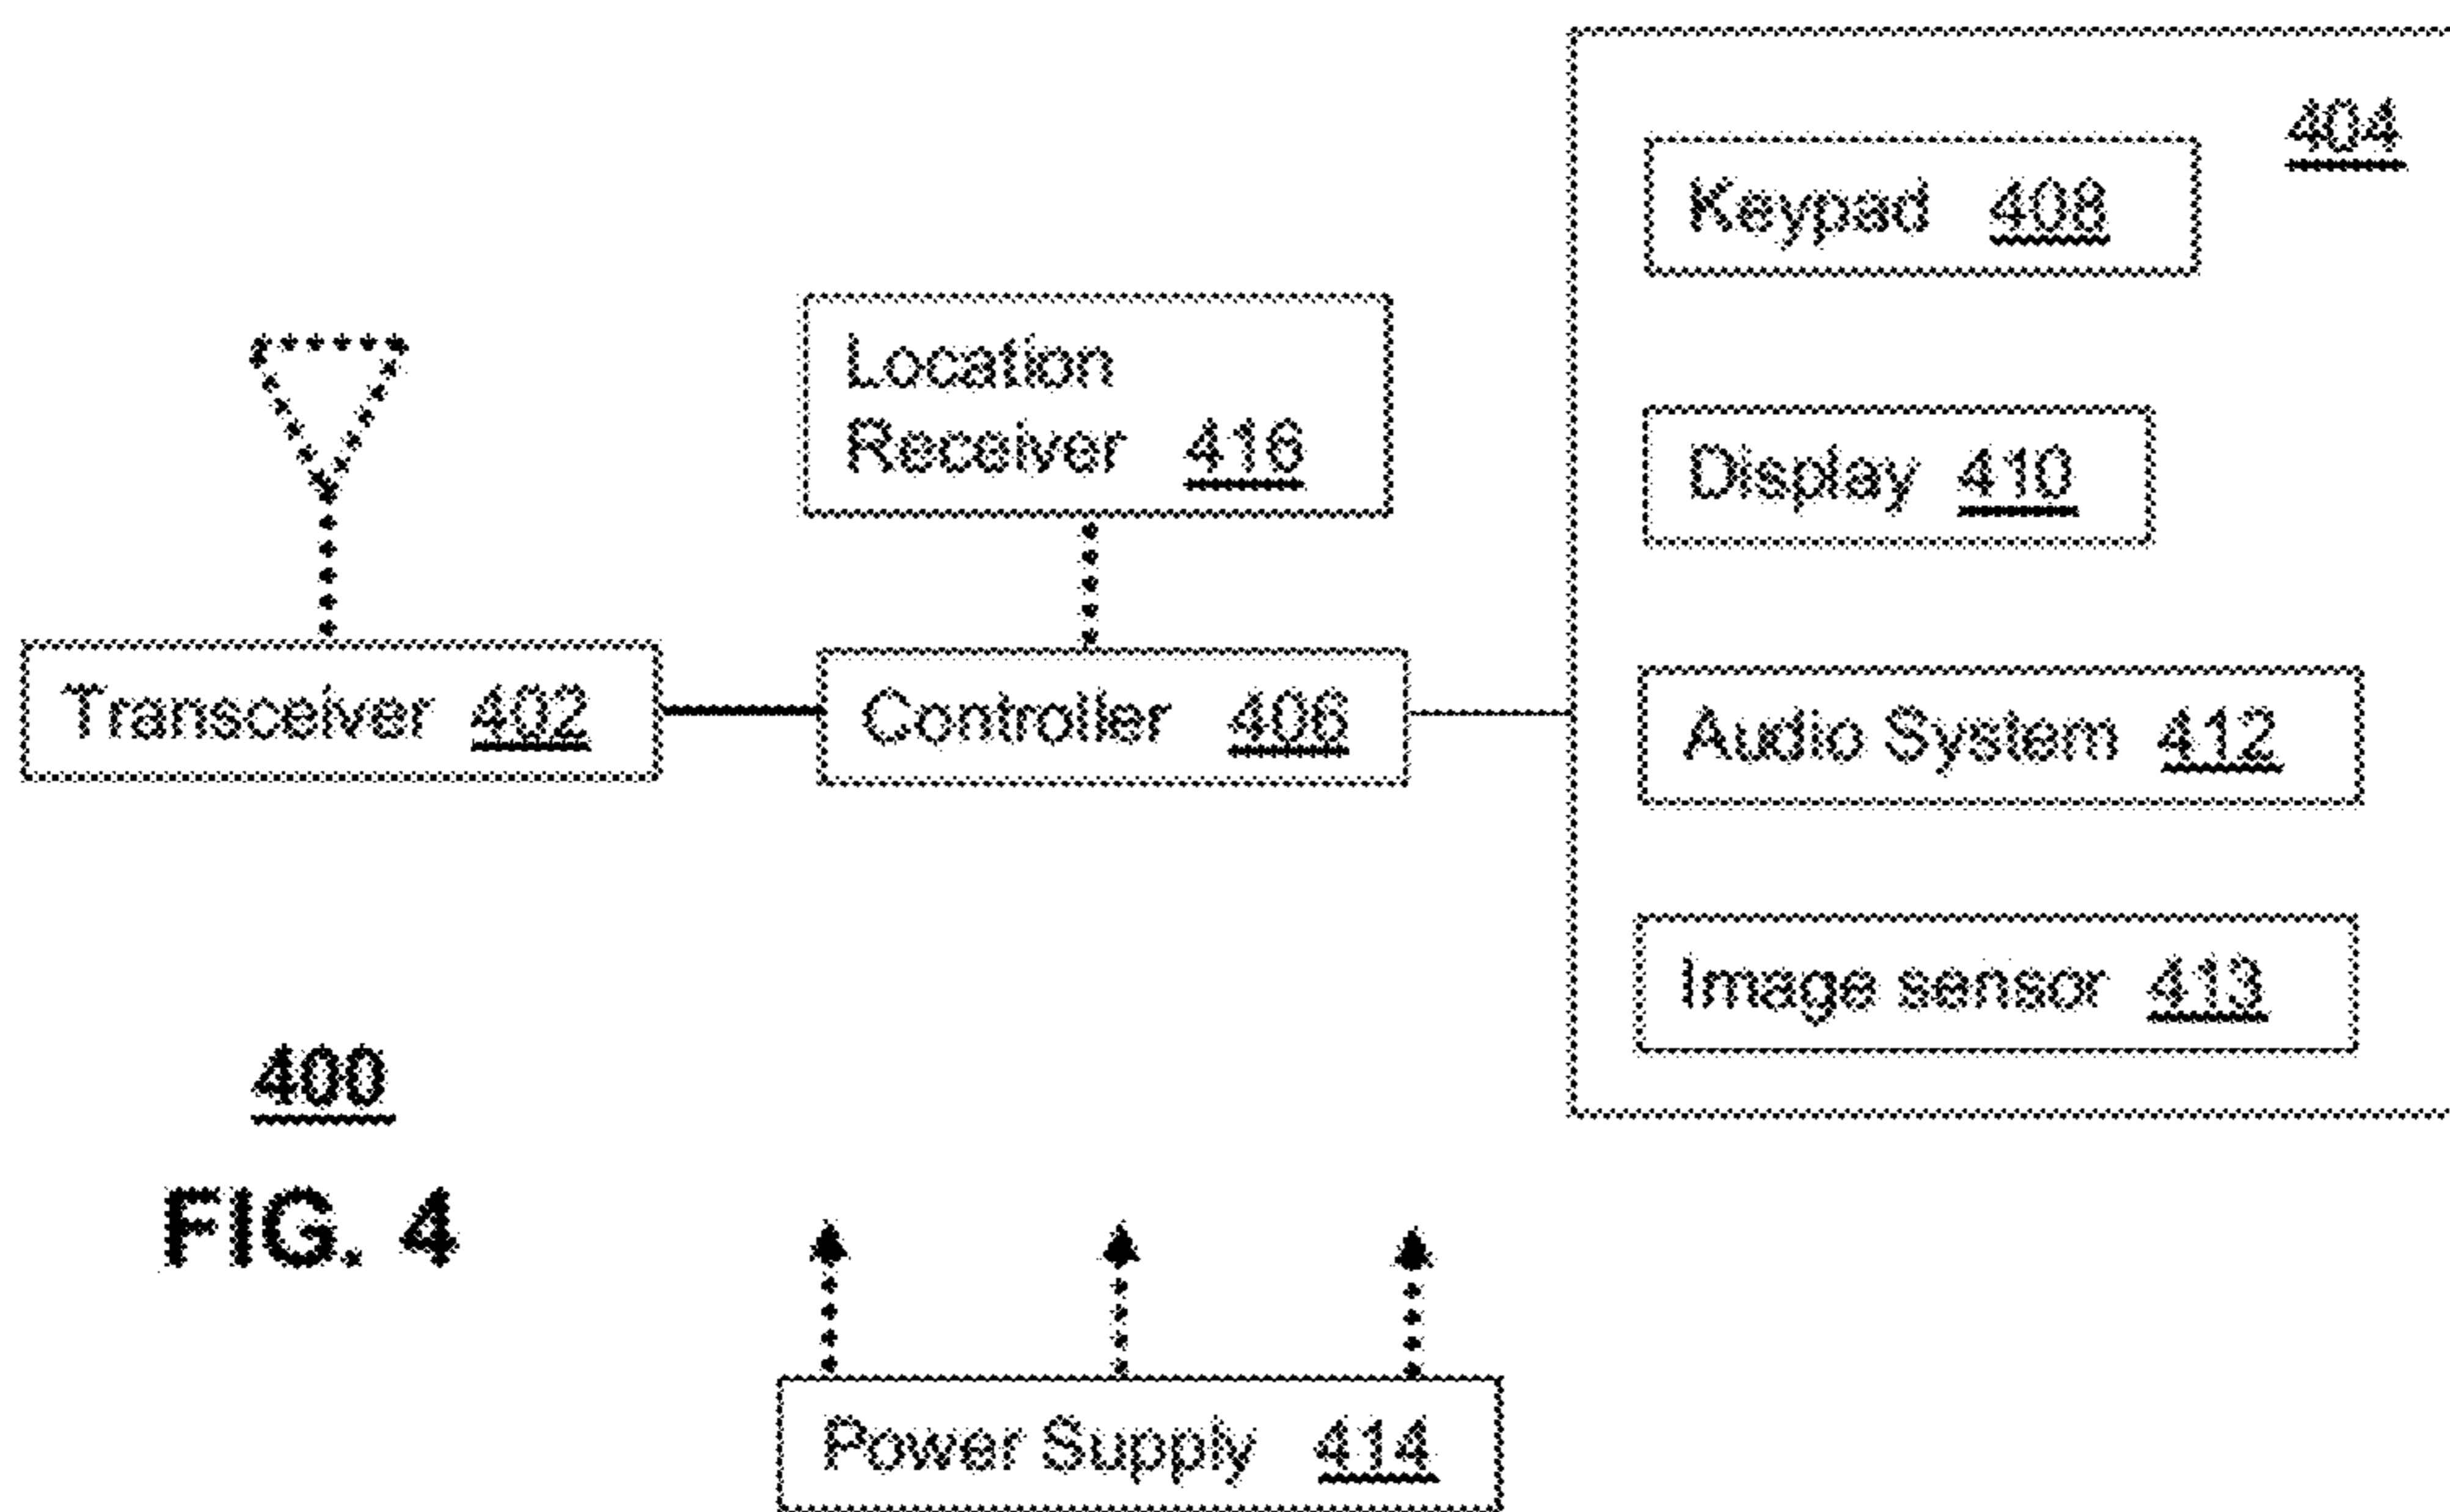 404
Keypad 408
Location
Receiver 416
Display 410
Transceiver 402
Controller 406
Audio System 412
Image sensor 413
400
FIG. 4
Power Supply 414